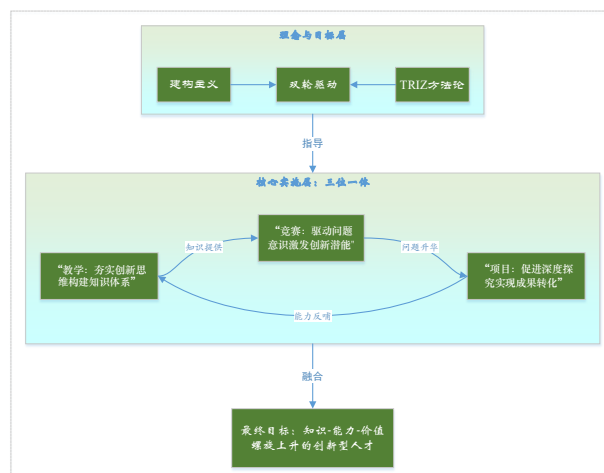 理念与目标层
建构主义
双轮驱动
TRIZ方法论
指导
核心实施层：三位一体
“竞赛：驱动问题
意识激发创新潜能”
知识提供
问题升华
“教学：夯实创新思
维构建知识体系”
“项目：促进深度探
究实现成果转化”
能力反哺
融合
最终目标：知识-能力-价值
螺旋上升的创新型人才